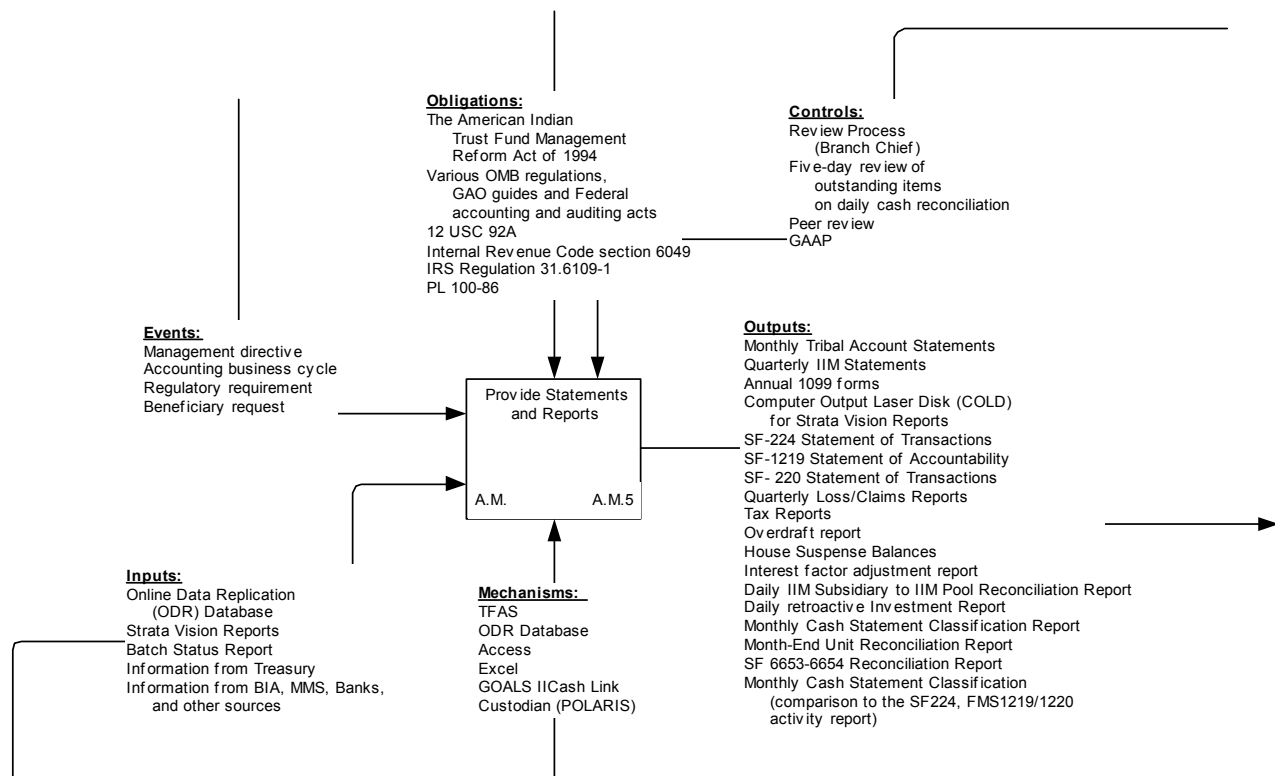 Obligations:
The American Indian
Trust Fund Management
Reform Act of 1994
Various OMB regulations,
GAO guides and Federal
accounting and auditing acts
12 USC 92A
Internal Revenue Code section 6049
IRS Regulation 31.6109-1
PL 100-86
Controls:
Review Process
(Branch Chief)
Five-day review of
outstanding items
on daily cash reconciliation
Peer review
GAAP
Events:
Management directive
Accounting business cycle
Regulatory requirement
Beneficiary request
Provide Statements
and Reports
A.M.
A.M.5
Outputs:
Monthly Tribal Account Statements
Quarterly IIM Statements
Annual 1099 forms
Computer Output Laser Disk (COLD)
for Strata Vision Reports
SF-224 Statement of Transactions
SF-1219 Statement of Accountability
SF- 220 Statement of Transactions
Quarterly Loss/Claims Reports
Tax Reports
Overdraft report
House Suspense Balances
Interest factor adjustment report
Daily IIM Subsidiary to IIM Pool Reconciliation Report
Daily retroactive Investment Report
Monthly Cash Statement Classification Report
Month-End Unit Reconciliation Report
SF 6653-6654 Reconciliation Report
Monthly Cash Statement Classification
(comparison to the SF224, FMS1219/1220
activity report)
Inputs:
Online Data Replication
(ODR) Database
Strata Vision Reports
Batch Status Report
Information from Treasury
Information from BIA, MMS, Banks,
and other sources
Mechanisms:
TFAS
ODR Database
Access
Excel
GOALS IICash Link
Custodian (POLARIS)